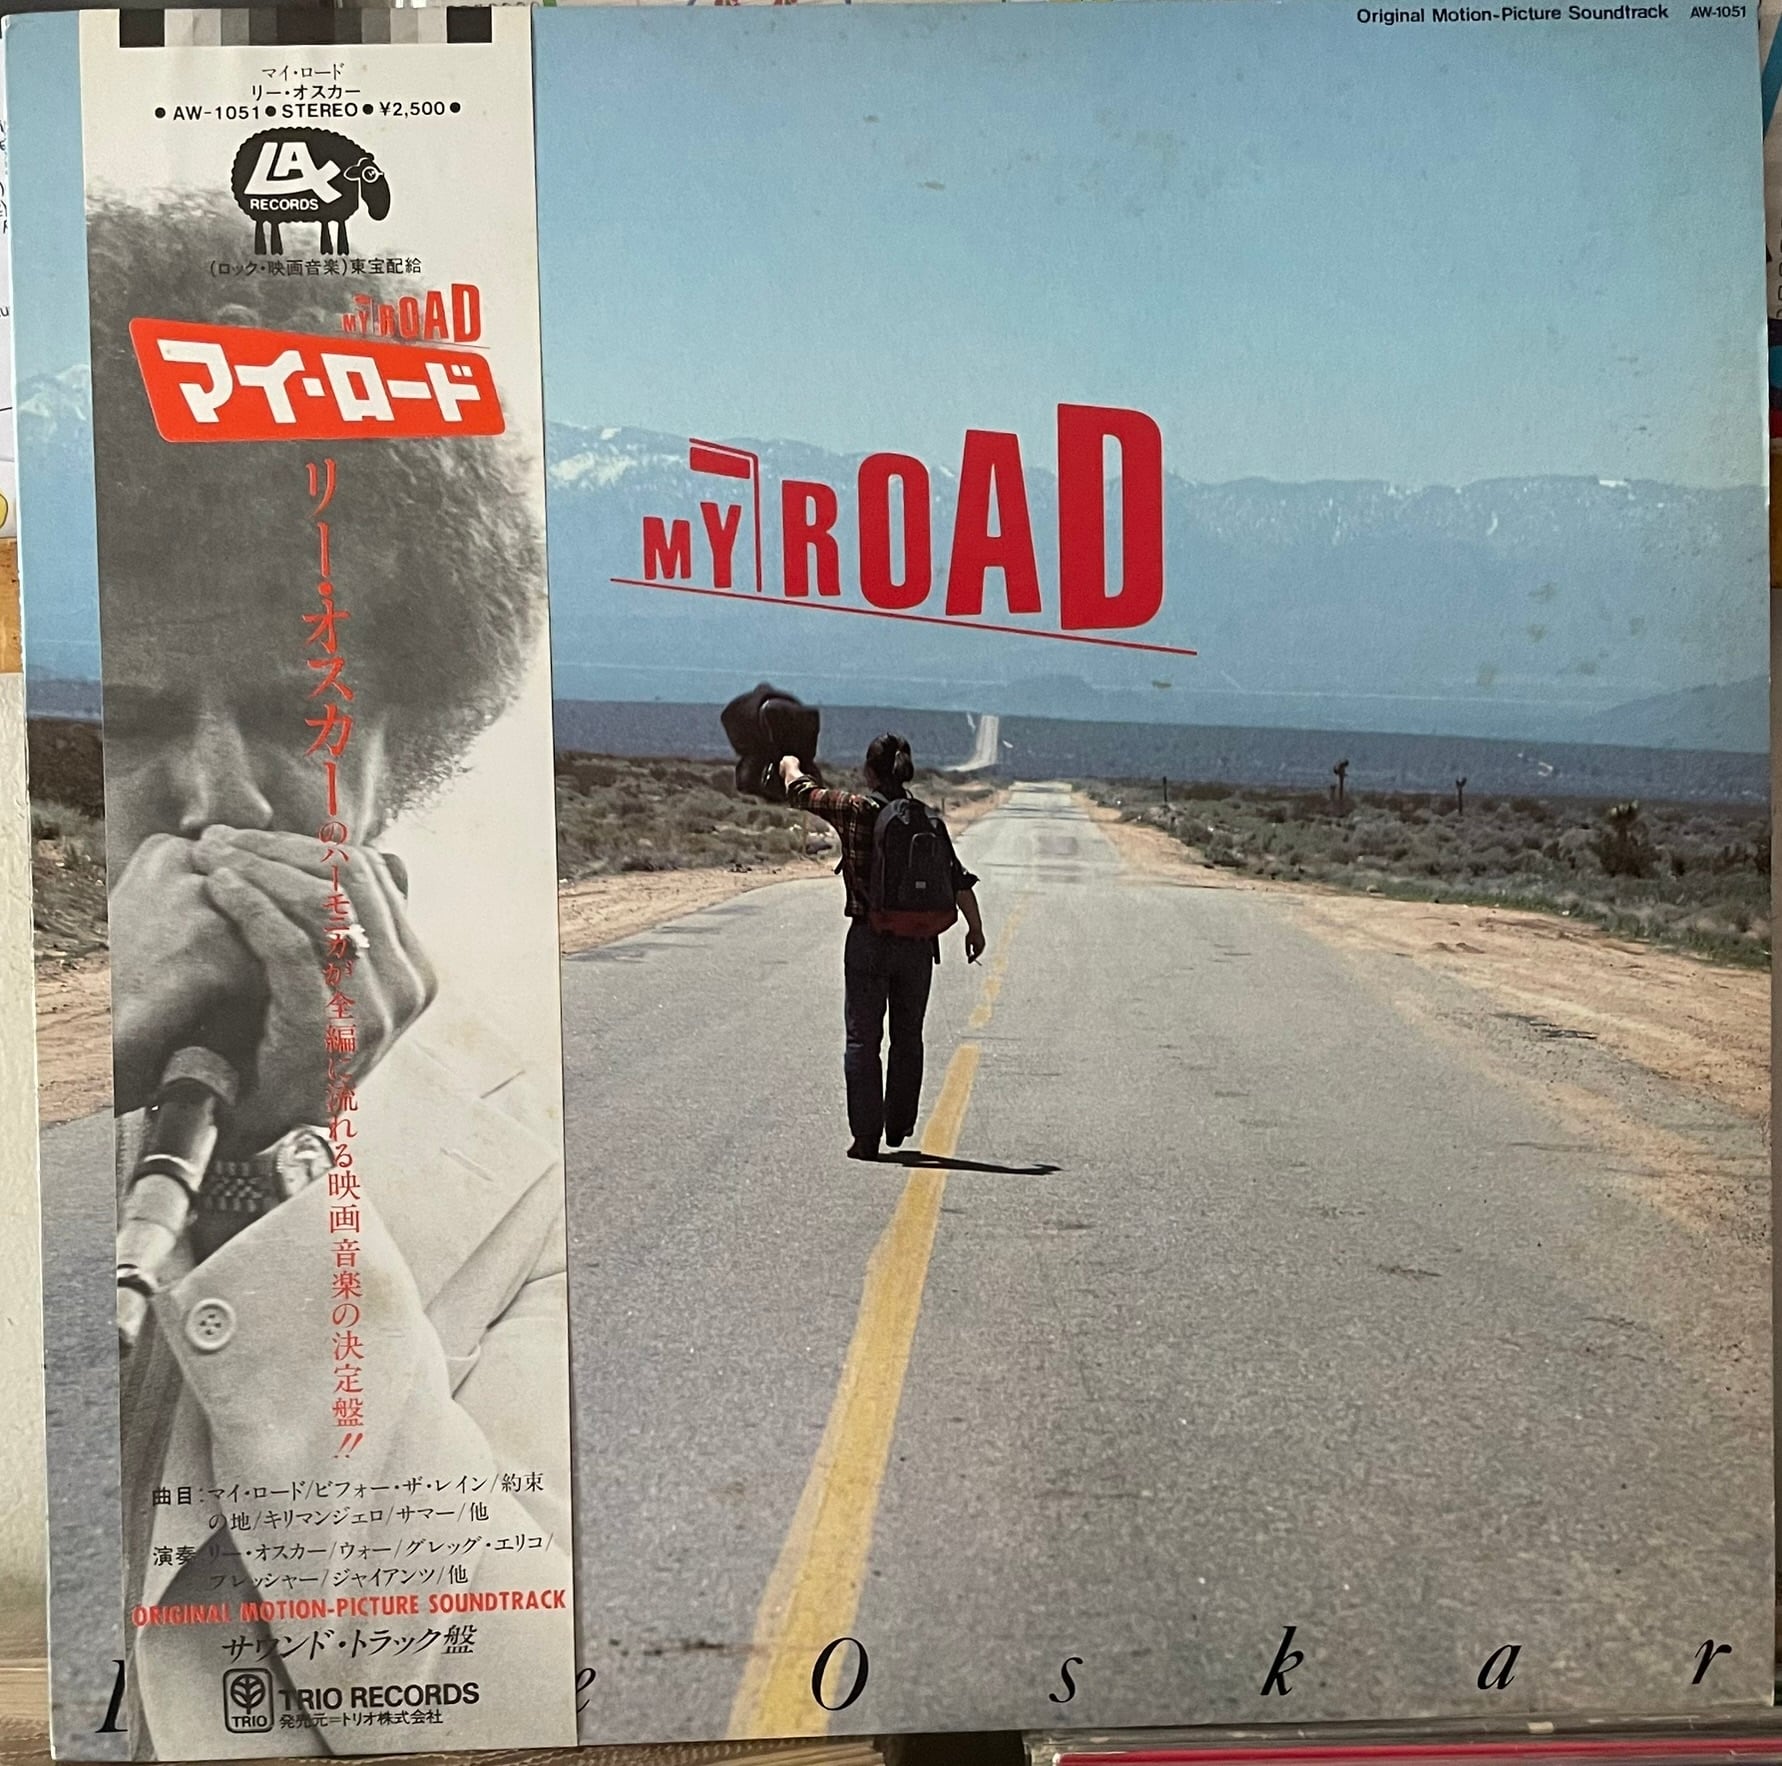 Original Motion-Picture Soundtrack AW-1051
マイ・ロード
リー・オスカー
●AW-1051●STEREO●¥2,500●
LAX
RECORDS
(ロック・映画音楽)東宝配給
MY ROAD
マイ・ロード
リー・オスカーのハーモニカが全編に流れる映画音楽の決定盤!!
曲目:マイ・ロード/ビフォー・ザ・レイン/約束
の地/キリマンジェロ/サマー/他
演奏 リー・オスカー/ウォー/グレッグ・エリコ/
フレッシャー/ジャイアンツ/他
ORIGINAL MOTION-PICTURE SOUNDTRACK
サウンド・トラック盤
TRIO
TRIO RECORDS
発売元=トリオ株式会社
MY ROAD
e Oskar